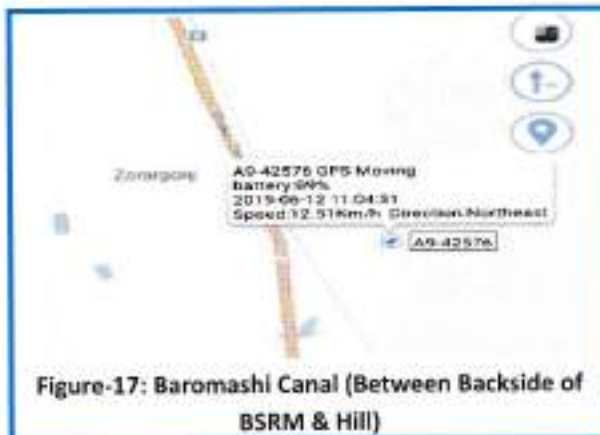 Zorargonj
A9-42576 GPS Moving
battery:99%
2019-06-12 11:04:31
Speed:12.51Km/h Direction:Northeast
A9-42576
Figure-17: Baromashi Canal (Between Backside of
BSRM & Hill)